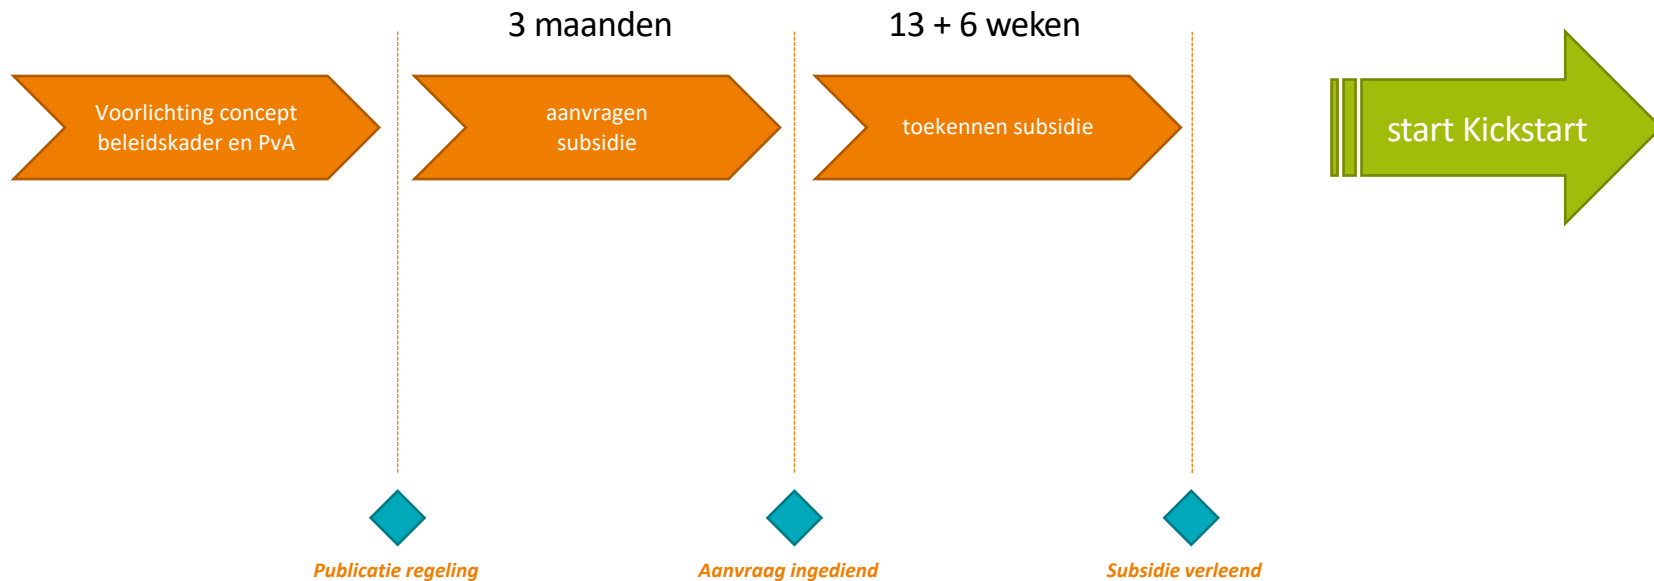 3 maanden
13 + 6 weken
Voorlichting concept
beleidskader en PvA
aanvragen
subsidie
toekennen subsidie
start Kickstart
Publicatie regeling
Aanvraag ingediend
Subsidie verleend